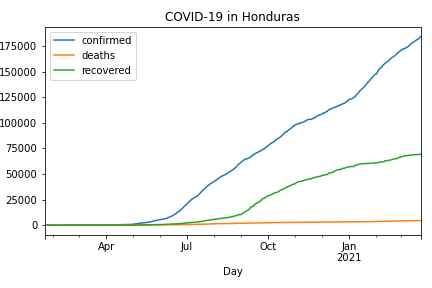 COVID-19 in Honduras
confirmed
deaths
recovered
175000
150000
125000
100000
75000
50000
25000
0
Apr
Jul
Oct
Jan
2021
Day